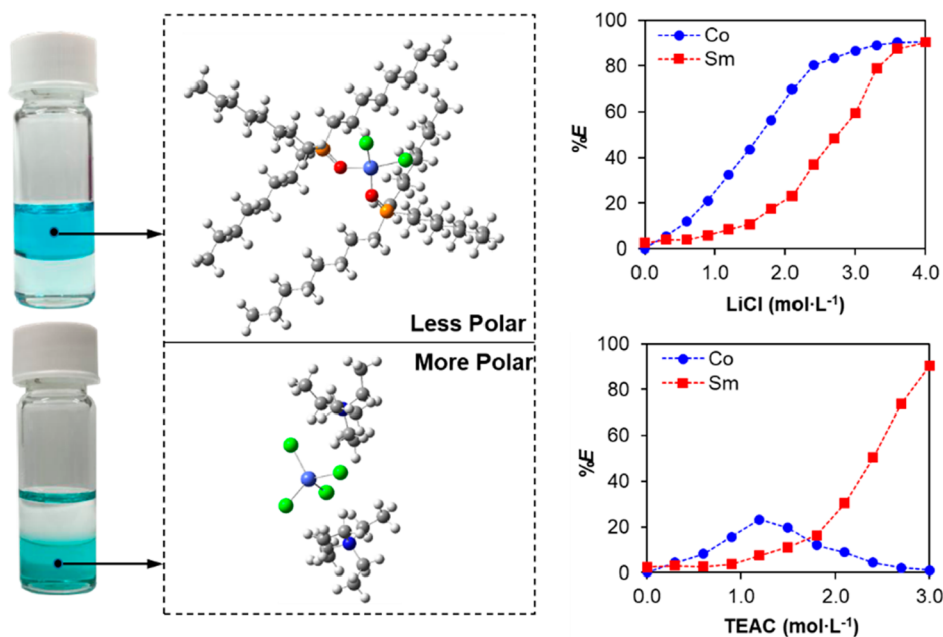 Less Polar
More Polar
100
80
60
40
20
0
%E
Co
Sm
0.0 1.0 2.0 3.0 4.0
LiCl (mol·L⁻¹)
100
80
60
40
20
0
%E
Co
Sm
0.0 1.0 2.0 3.0
TEAC (mol·L⁻¹)